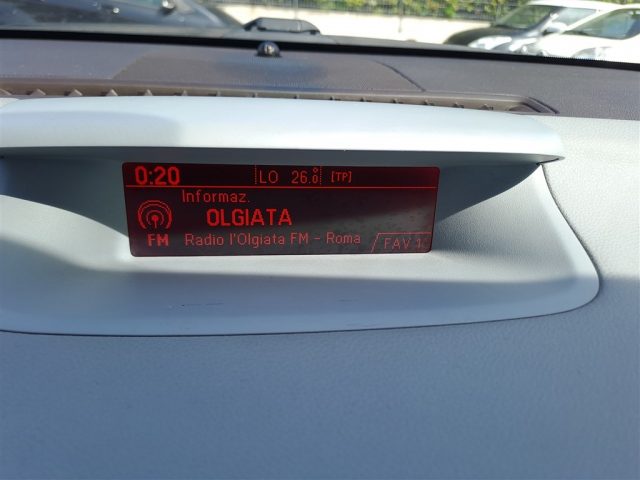 0:20 LO 26.0° [TP]
Informaz.
OLGIATA
FM Radio l'Olgiata FM - Roma FAV 1